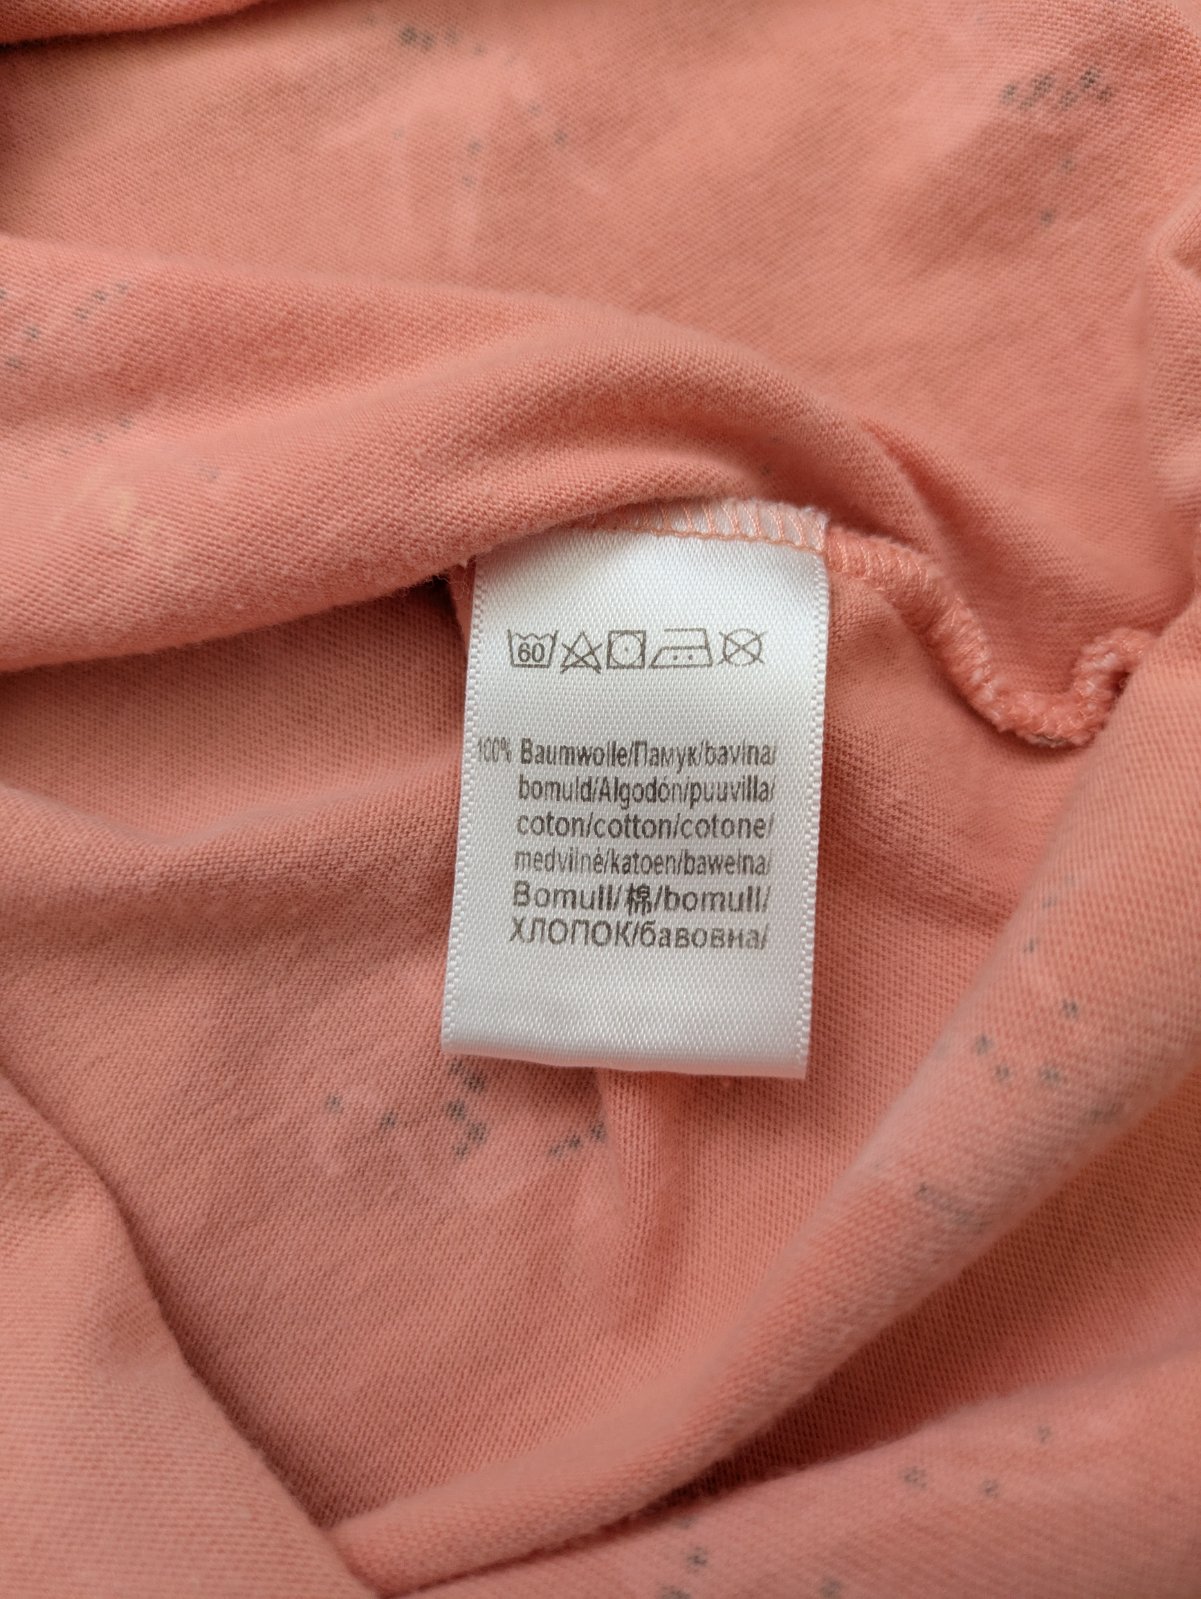 60
100% Baumwolle/Памук/bavlna/
bomuld/Algodón/puuvilla/
coton/cotton/cotone/
medvilnė/katoen/bawełna/
Bomull/棉/bomull/
ХЛОПОК/бавовна/